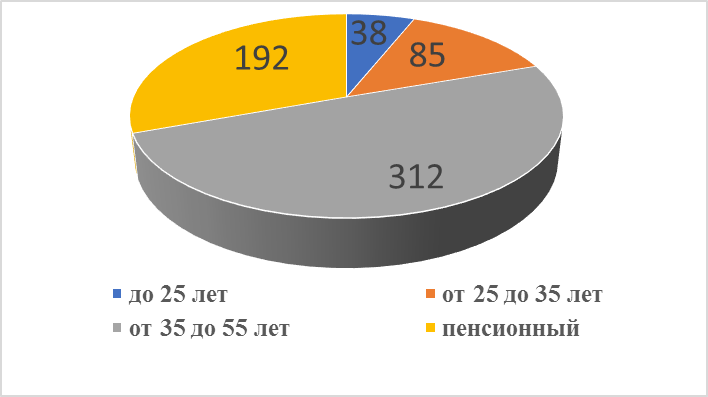 38
192
85
312
до 25 лет
от 25 до 35 лет
от 35 до 55 лет
пенсионный